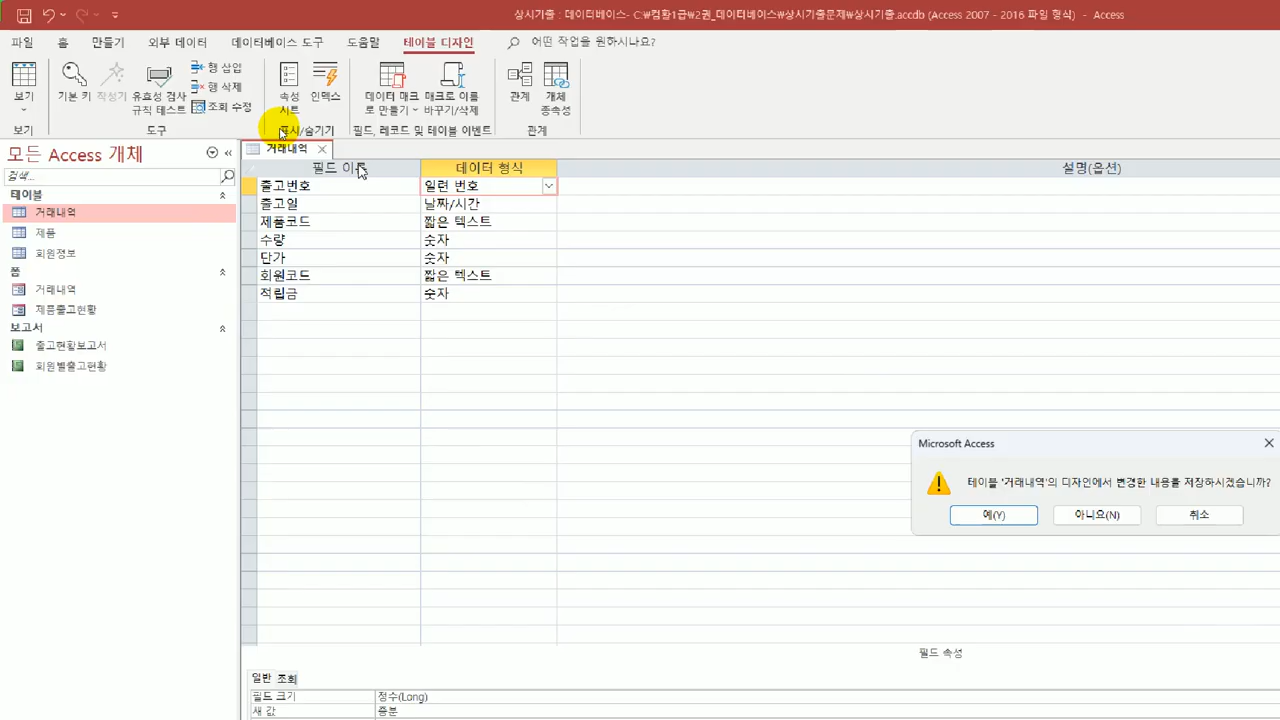 상시기출 : 데이터베이스- C:₩컴활1급₩2권_데이터베이스₩상시기출문제₩상시기출.accdb (Access 2007 - 2016 파일 형식) - Access
파일 홈 만들기 외부 데이터 데이터베이스 도구 도움말 테이블 디자인 어떤 작업을 원하시나요?
보기
기본 키
작성기
유효성 검사
규칙 테스트
행 삽입
행 삭제
조회 수정
속성
시트
인덱스
데이터 매크
로 만들기
매크로 이름
바꾸기/삭제
관계
개체
종속성
보기 도구 표시/숨기기 필드, 레코드 및 테이블 이벤트 관계
모든 Access 개체
검색...
테이블
거래내역
제품
회원정보
폼
거래내역
제품출고현황
보고서
출고현황보고서
회원별출고현황
거래내역
필드 이름 데이터 형식 설명(옵션)
출고번호 일련 번호
출고일 날짜/시간
제품코드 짧은 텍스트
수량 숫자
단가 숫자
회원코드 짧은 텍스트
적립금 숫자
Microsoft Access
테이블 '거래내역'의 디자인에서 변경한 내용을 저장하시겠습니까?
예(Y) 아니요(N) 취소
필드 속성
일반 조회
필드 크기 정수(Long)
새 값 증분